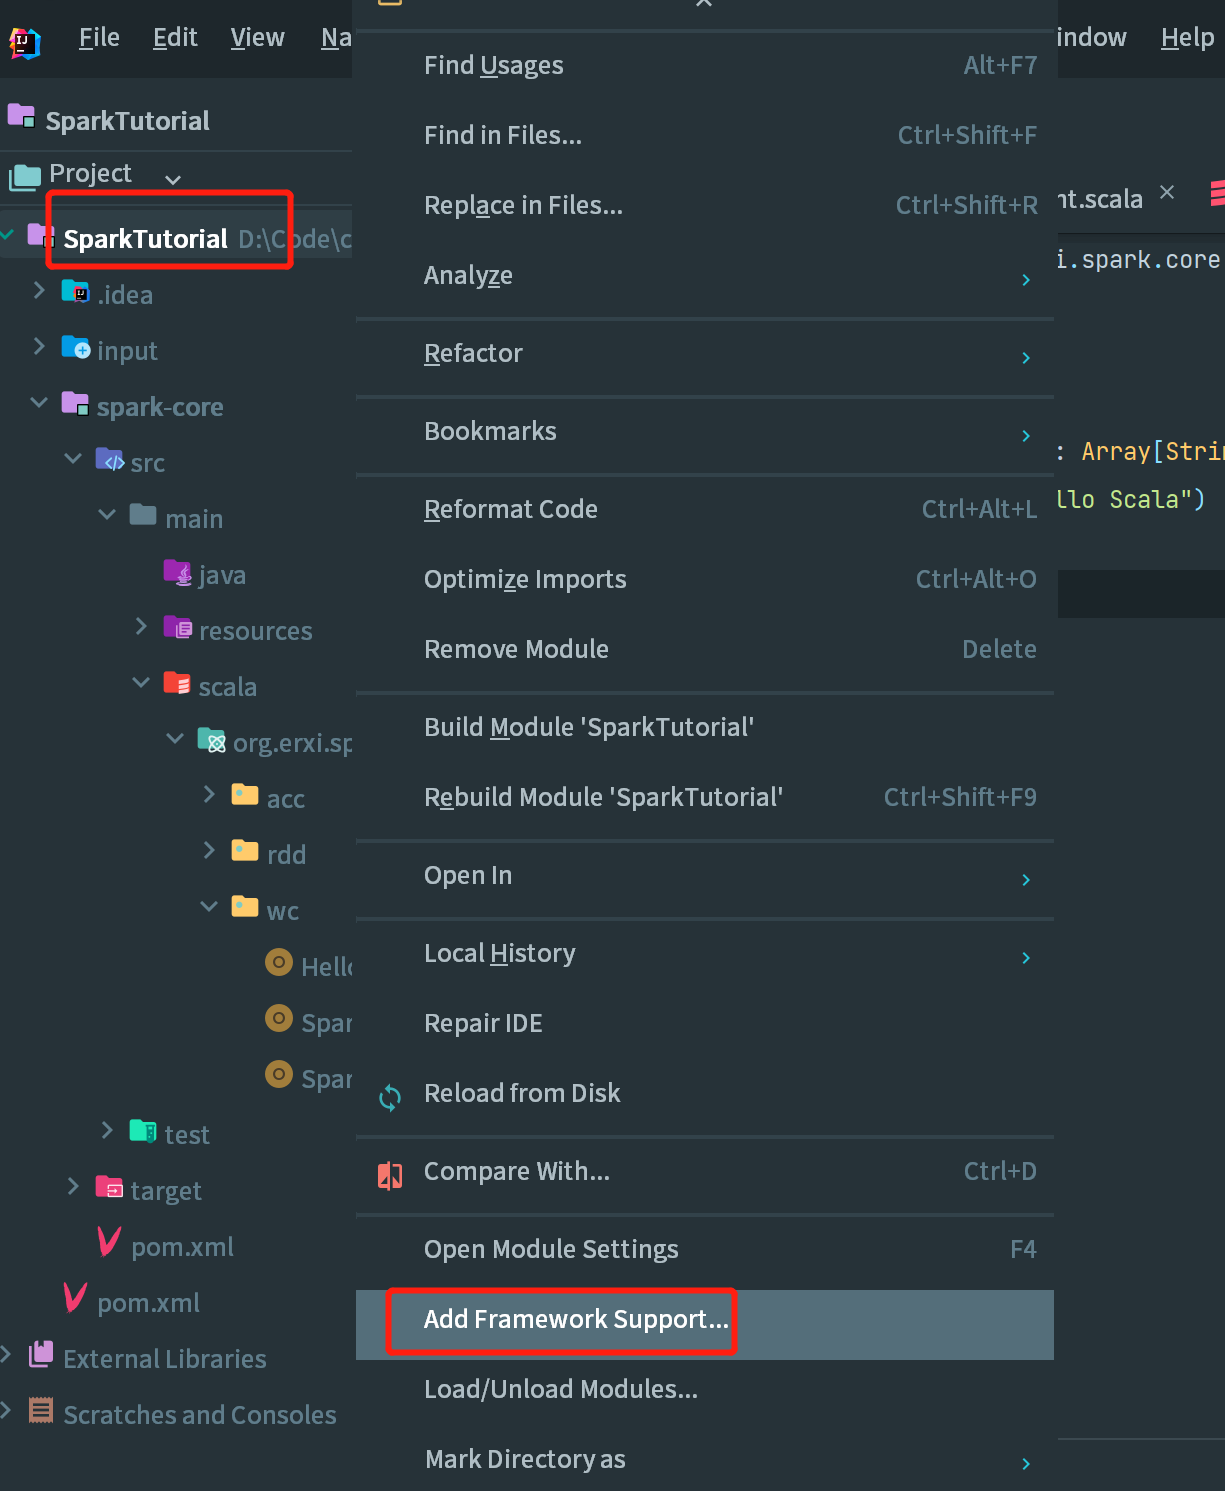 File Edit View Na
indow Help
SparkTutorial
Project
SparkTutorial D:\Code\c
.idea
input
spark-core
src
main
java
resources
scala
org.erxi.sp
acc
rdd
wc
Hello
Spar
Spar
test
target
pom.xml
pom.xml
External Libraries
Scratches and Consoles
Find Usages Alt+F7
Find in Files... Ctrl+Shift+F
Replace in Files... Ctrl+Shift+R
Analyze
Refactor
Bookmarks
Reformat Code Ctrl+Alt+L
Optimize Imports Ctrl+Alt+O
Remove Module Delete
Build Module 'SparkTutorial'
Rebuild Module 'SparkTutorial' Ctrl+Shift+F9
Open In
Local History
Repair IDE
Reload from Disk
Compare With... Ctrl+D
Open Module Settings F4
Add Framework Support...
Load/Unload Modules...
Mark Directory as
nt.scala
i.spark.core
: Array[Strin
llo Scala")